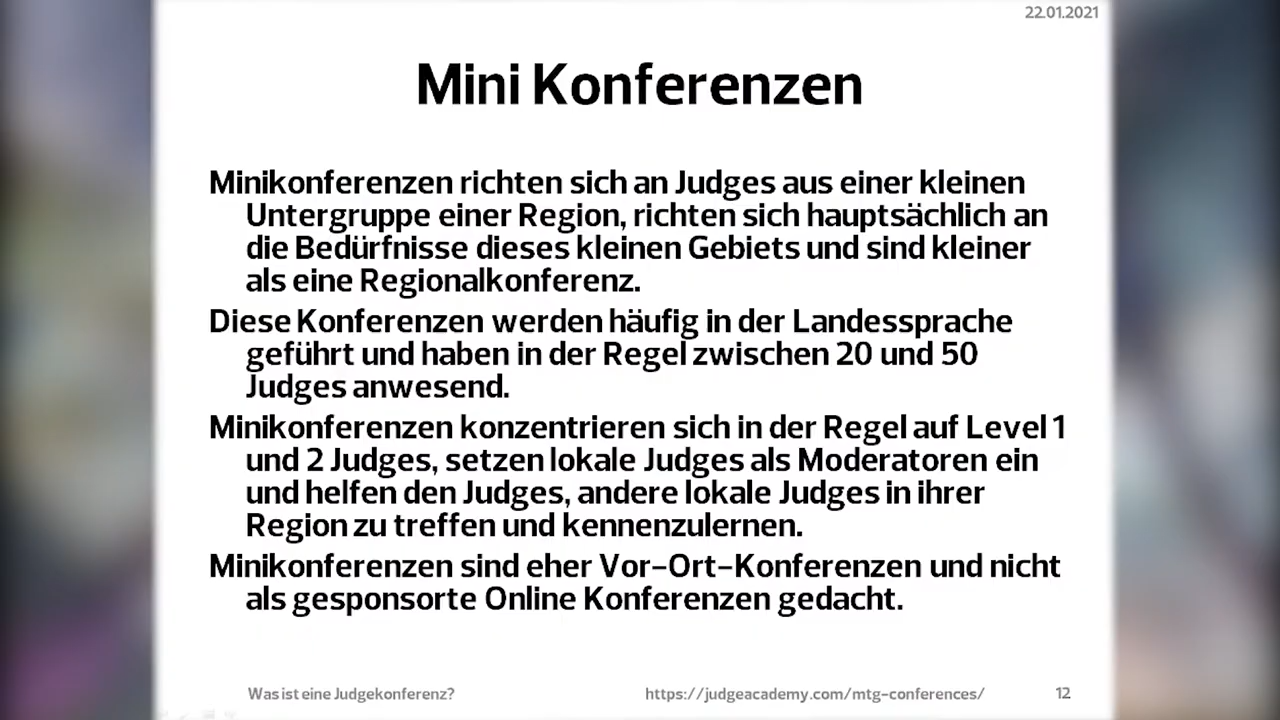 22.01.2021
Mini Konferenzen
Minikonferenzen richten sich an Judges aus einer kleinen
Untergruppe einer Region, richten sich hauptsächlich an
die Bedürfnisse dieses kleinen Gebiets und sind kleiner
als eine Regionalkonferenz.
Diese Konferenzen werden häufig in der Landessprache
geführt und haben in der Regel zwischen 20 und 50
Judges anwesend.
Minikonferenzen konzentrieren sich in der Regel auf Level 1
und 2 Judges, setzen lokale Judges als Moderatoren ein
und helfen den Judges, andere lokale Judges in ihrer
Region zu treffen und kennenzulernen.
Minikonferenzen sind eher Vor-Ort-Konferenzen und nicht
als gesponsorte Online Konferenzen gedacht.
Was ist eine Judgekonferenz? https://judgeacademy.com/mtg-conferences/ 12